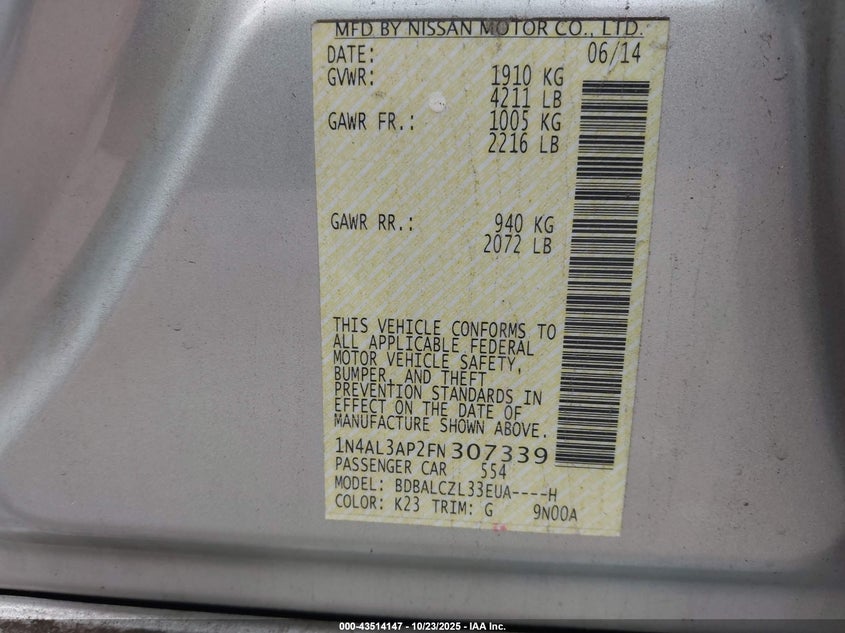 MFD BY NISSAN MOTOR CO., LTD.
DATE: 06/14
GVWR: 1910 KG
4211 LB
GAWR FR.: 1005 KG
2216 LB
GAWR RR.: 940 KG
2072 LB
THIS VEHICLE CONFORMS TO
ALL APPLICABLE FEDERAL
MOTOR VEHICLE SAFETY,
BUMPER, AND THEFT
PREVENTION STANDARDS IN
EFFECT ON THE DATE OF
MANUFACTURE SHOWN ABOVE.
1N4AL3AP2FN307339
PASSENGER CAR 554
MODEL: BDBALCZL33EUA----H
COLOR: K23 TRIM: G 9N00A
000-43514147 - 10/23/2025 - IAA Inc.